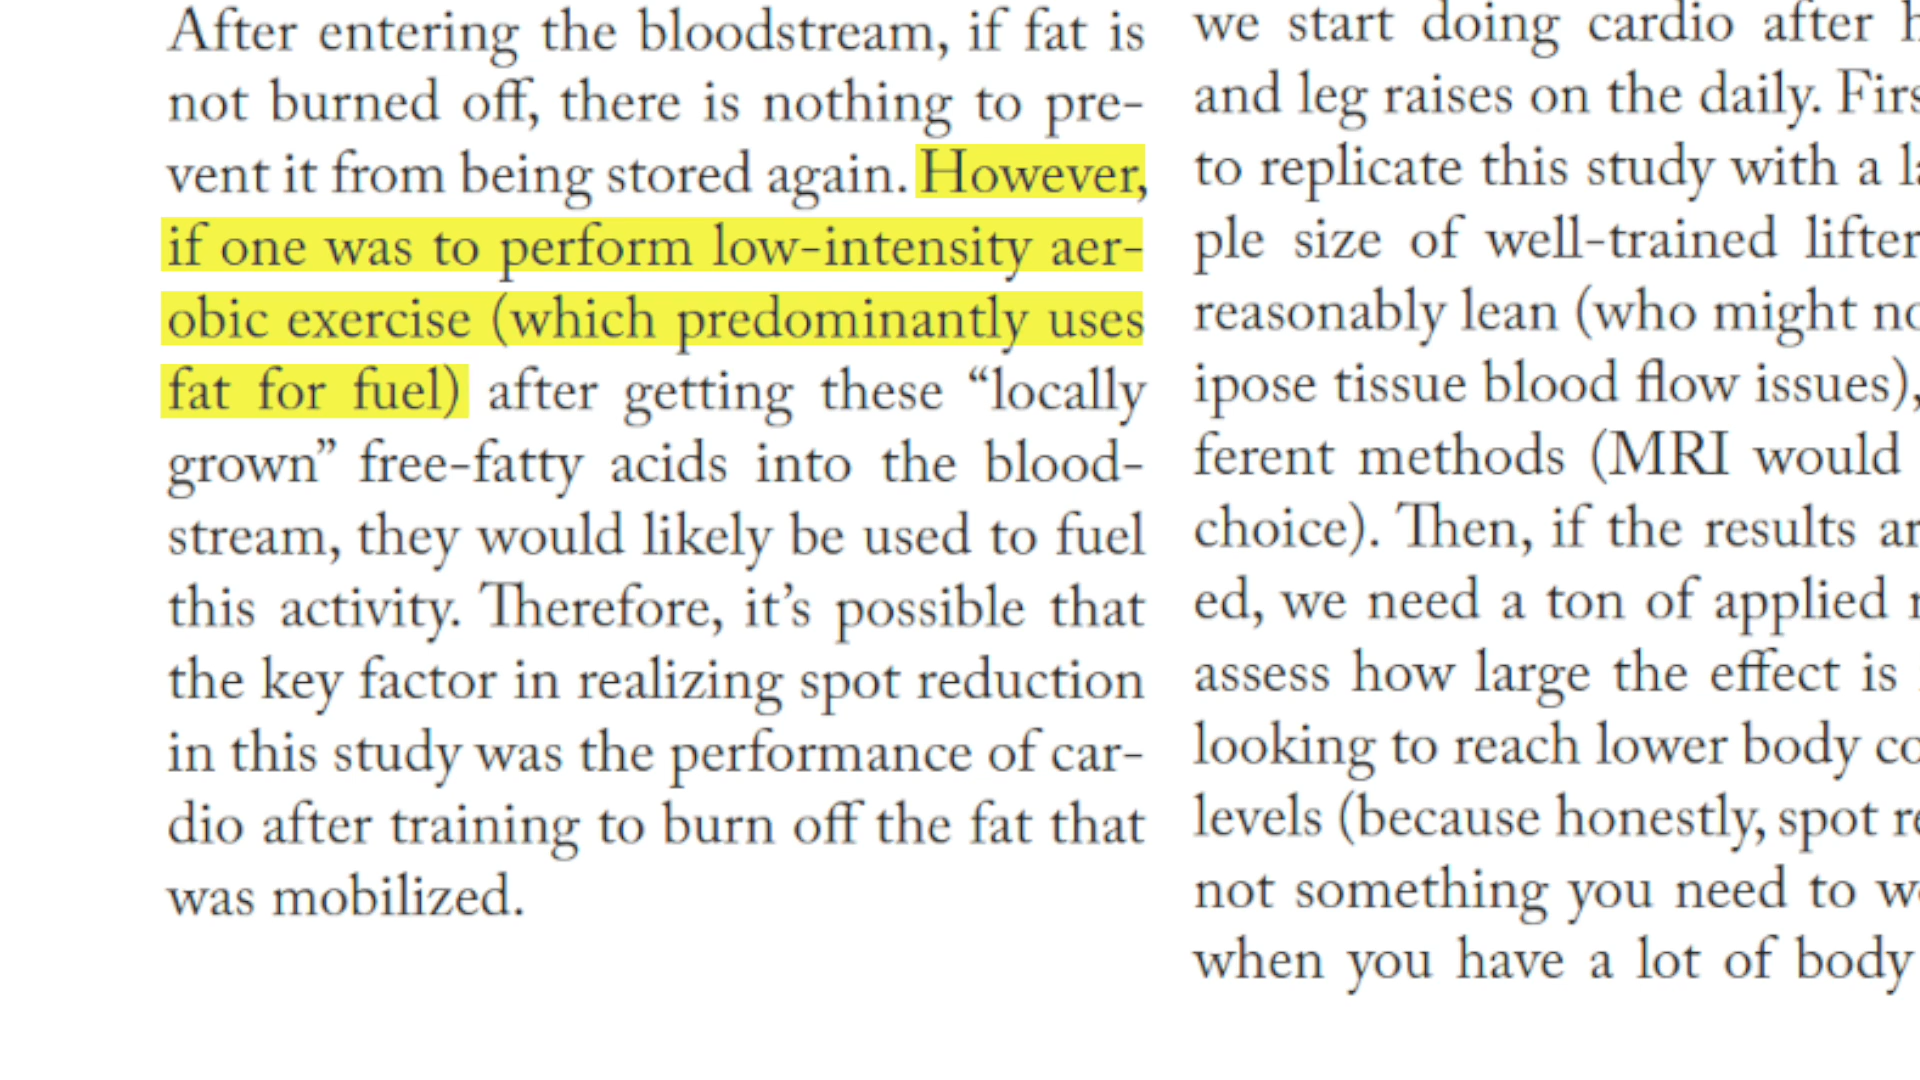 After entering the bloodstream, if fat is
not burned off, there is nothing to pre-
vent it from being stored again. However,
if one was to perform low-intensity aer-
obic exercise (which predominantly uses
fat for fuel) after getting these “locally
grown” free-fatty acids into the blood-
stream, they would likely be used to fuel
this activity. Therefore, it’s possible that
the key factor in realizing spot reduction
in this study was the performance of car-
dio after training to burn off the fat that
was mobilized.
we start doing cardio after
and leg raises on the daily.
to replicate this study with a
ple size of well-trained
reasonably lean (who might
ipose tissue blood flow issues),
ferent methods (MRI would
choice). Then, if the results
ed, we need a ton of applied
assess how large the effect is
looking to reach lower body
levels (because honestly, spot
not something you need to
when you have a lot of body